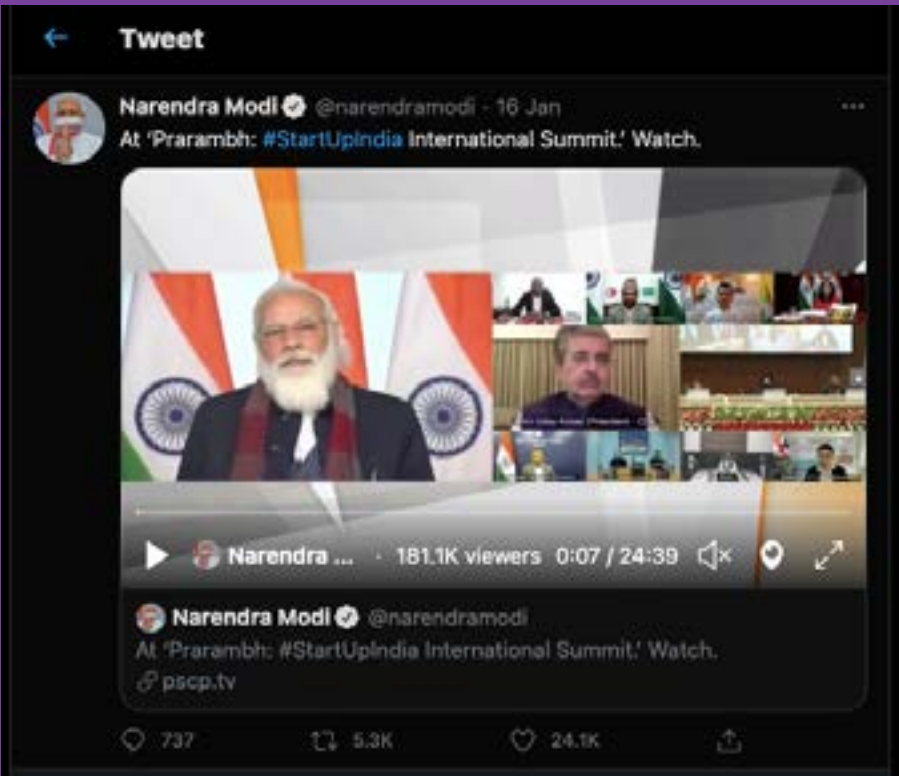 Tweet
Narendra Modi @narendramodi · 16 Jan
At 'Prarambh: #StartUpIndia International Summit.' Watch.
Narendra ... · 181.1K viewers 0:07 / 24:39
Narendra Modi @narendramodi
At 'Prarambh: #StartUpIndia International Summit.' Watch.
pscp.tv
737 5.3K 24.1K